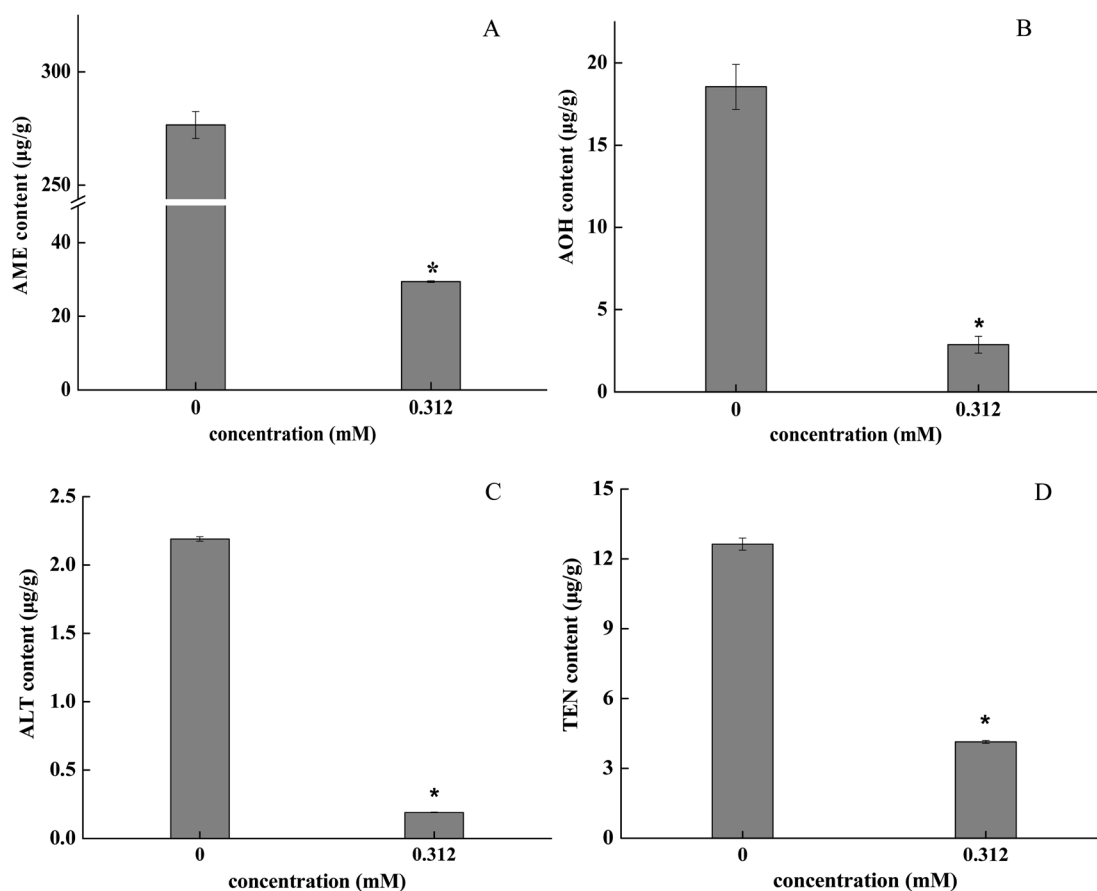 A
AME content (μg/g)
300
250
40
20
0
*
0
0.312
concentration (mM)
B
AOH content (μg/g)
20
15
10
5
0
*
0
0.312
concentration (mM)
C
ALT content (μg/g)
2.5
2.0
1.5
1.0
0.5
0.0
*
0
0.312
concentration (mM)
D
TEN content (μg/g)
15
12
9
6
3
0
*
0
0.312
concentration (mM)